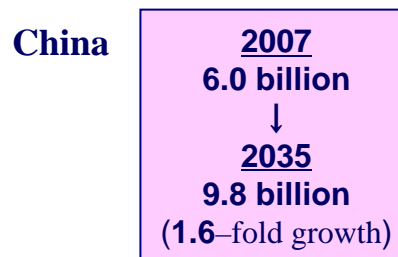 China
2007
6.0 billion
↓
2035
9.8 billion
(1.6–fold growth)